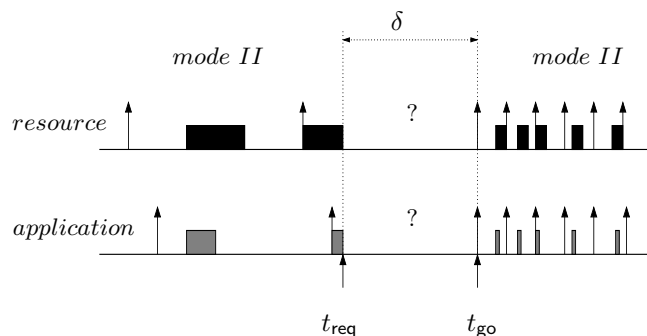 δ
mode II mode II
resource ?
application ?
t_req t_go